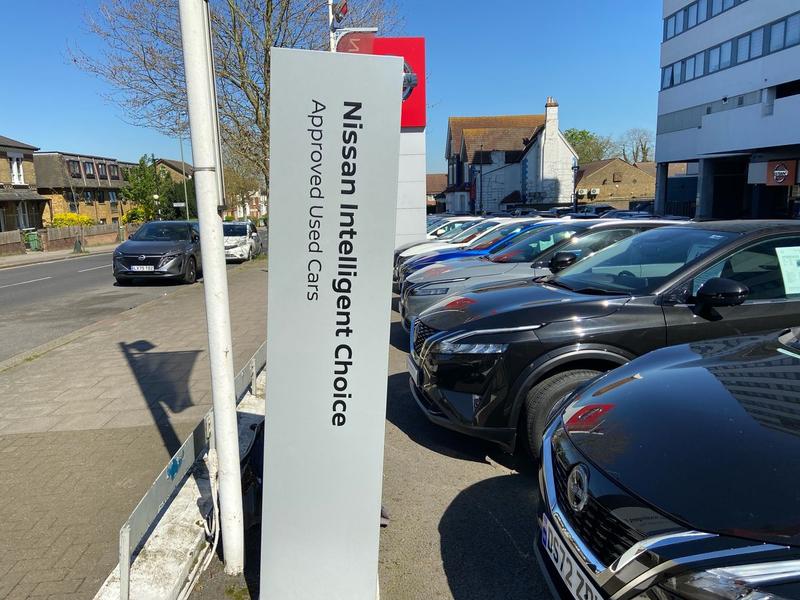 Nissan Intelligent Choice
Approved Used Cars